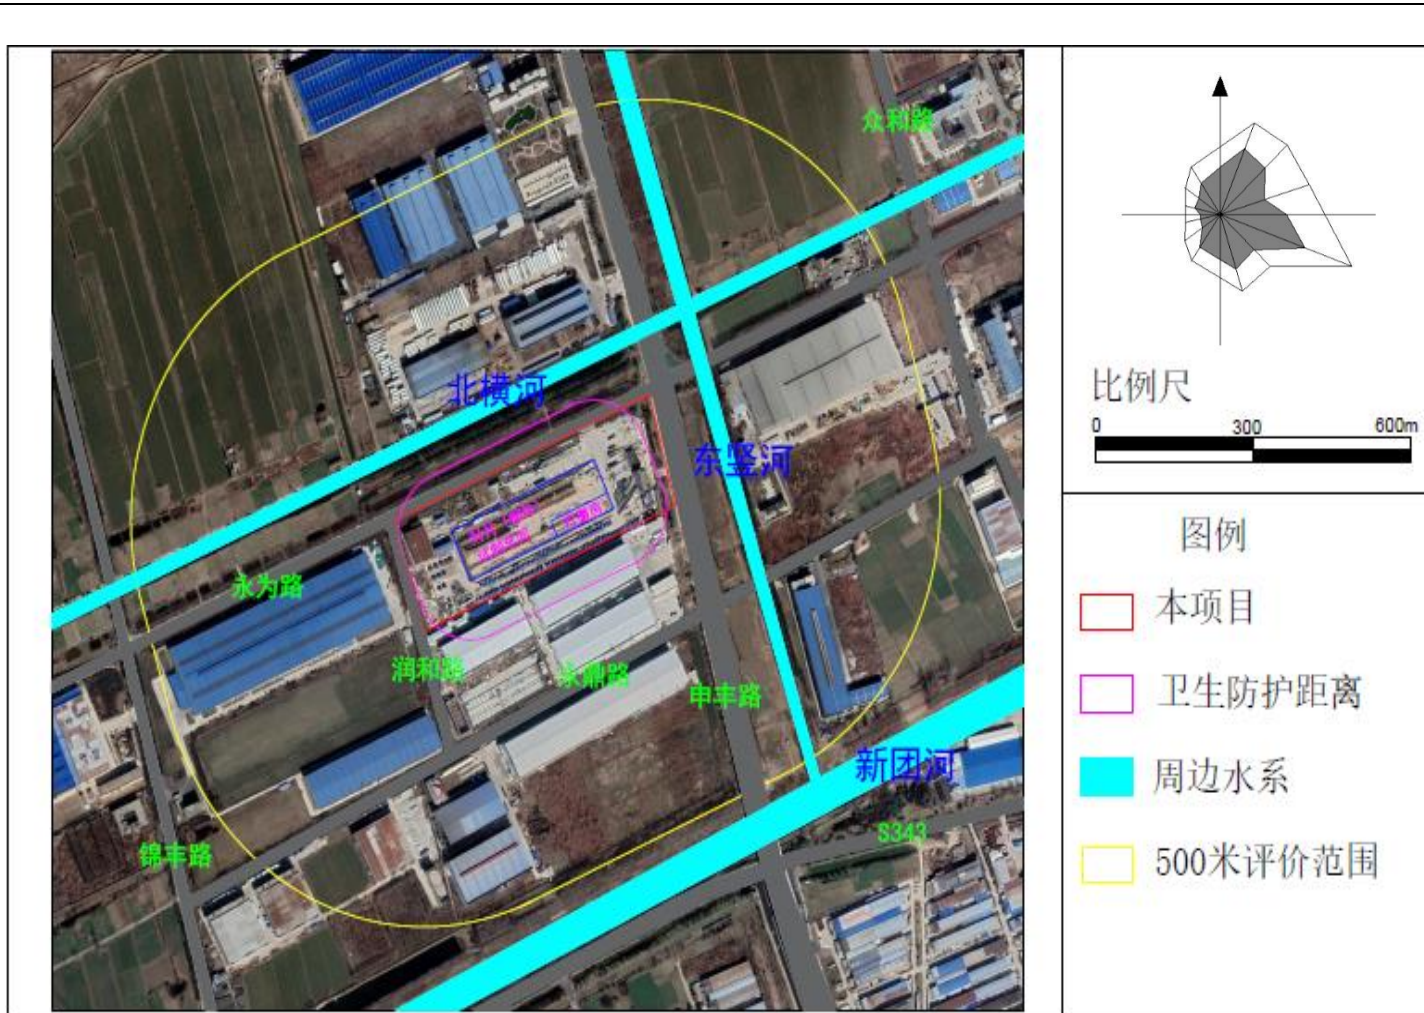 众和路
北横河
东竖河
永为路
润和路
永鼎路
申丰路
新团河
S343
锦丰路
比例尺
0 300 600m
图例
本项目
卫生防护距离
周边水系
500米评价范围